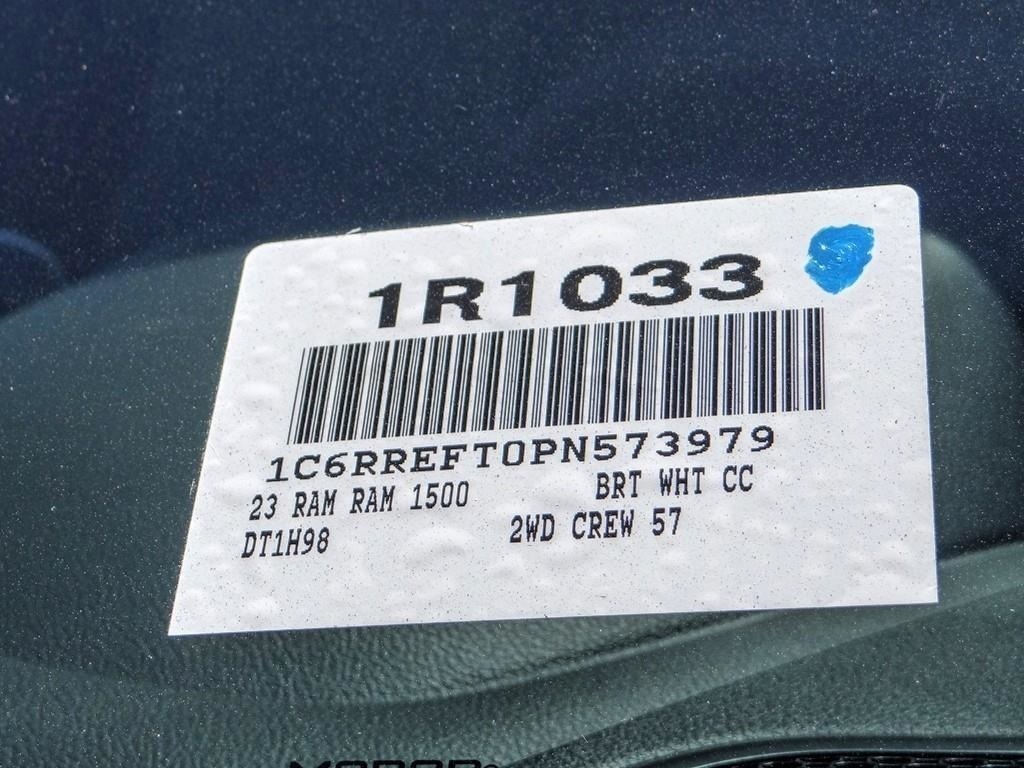 1R1033
1C6RREFT0PN573979
23 RAM RAM 1500 BRT WHT CC
DT1H98 2WD CREW 57